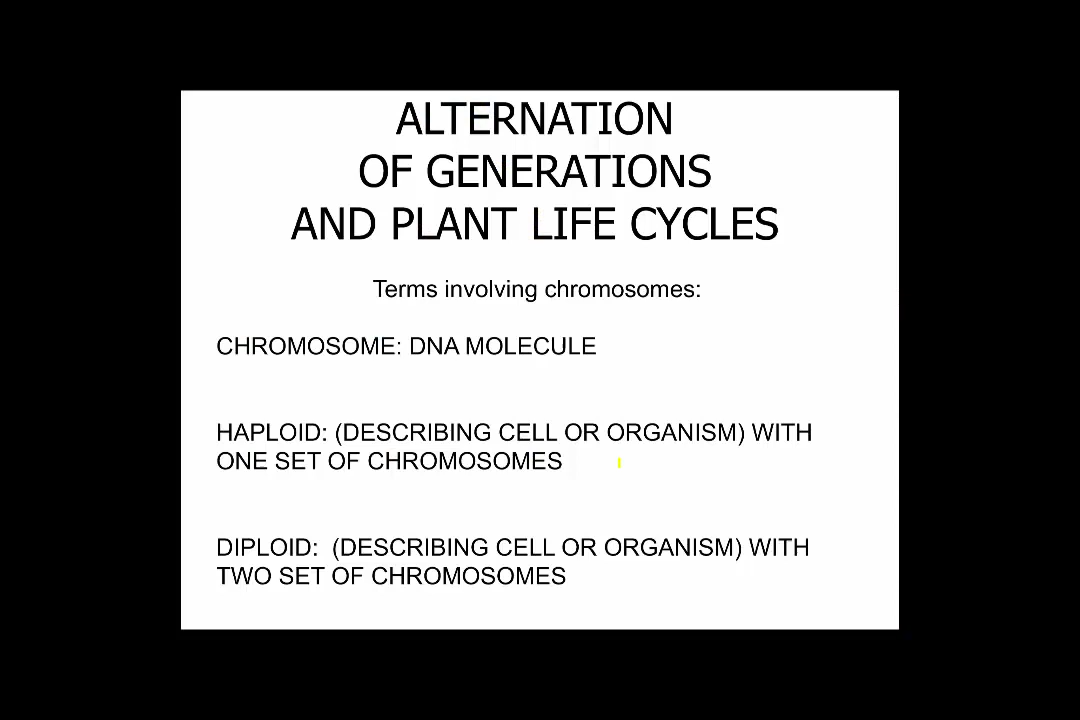 ALTERNATION
OF GENERATIONS
AND PLANT LIFE CYCLES
Terms involving chromosomes:
CHROMOSOME: DNA MOLECULE
HAPLOID: (DESCRIBING CELL OR ORGANISM) WITH
ONE SET OF CHROMOSOMES
DIPLOID:  (DESCRIBING CELL OR ORGANISM) WITH
TWO SET OF CHROMOSOMES